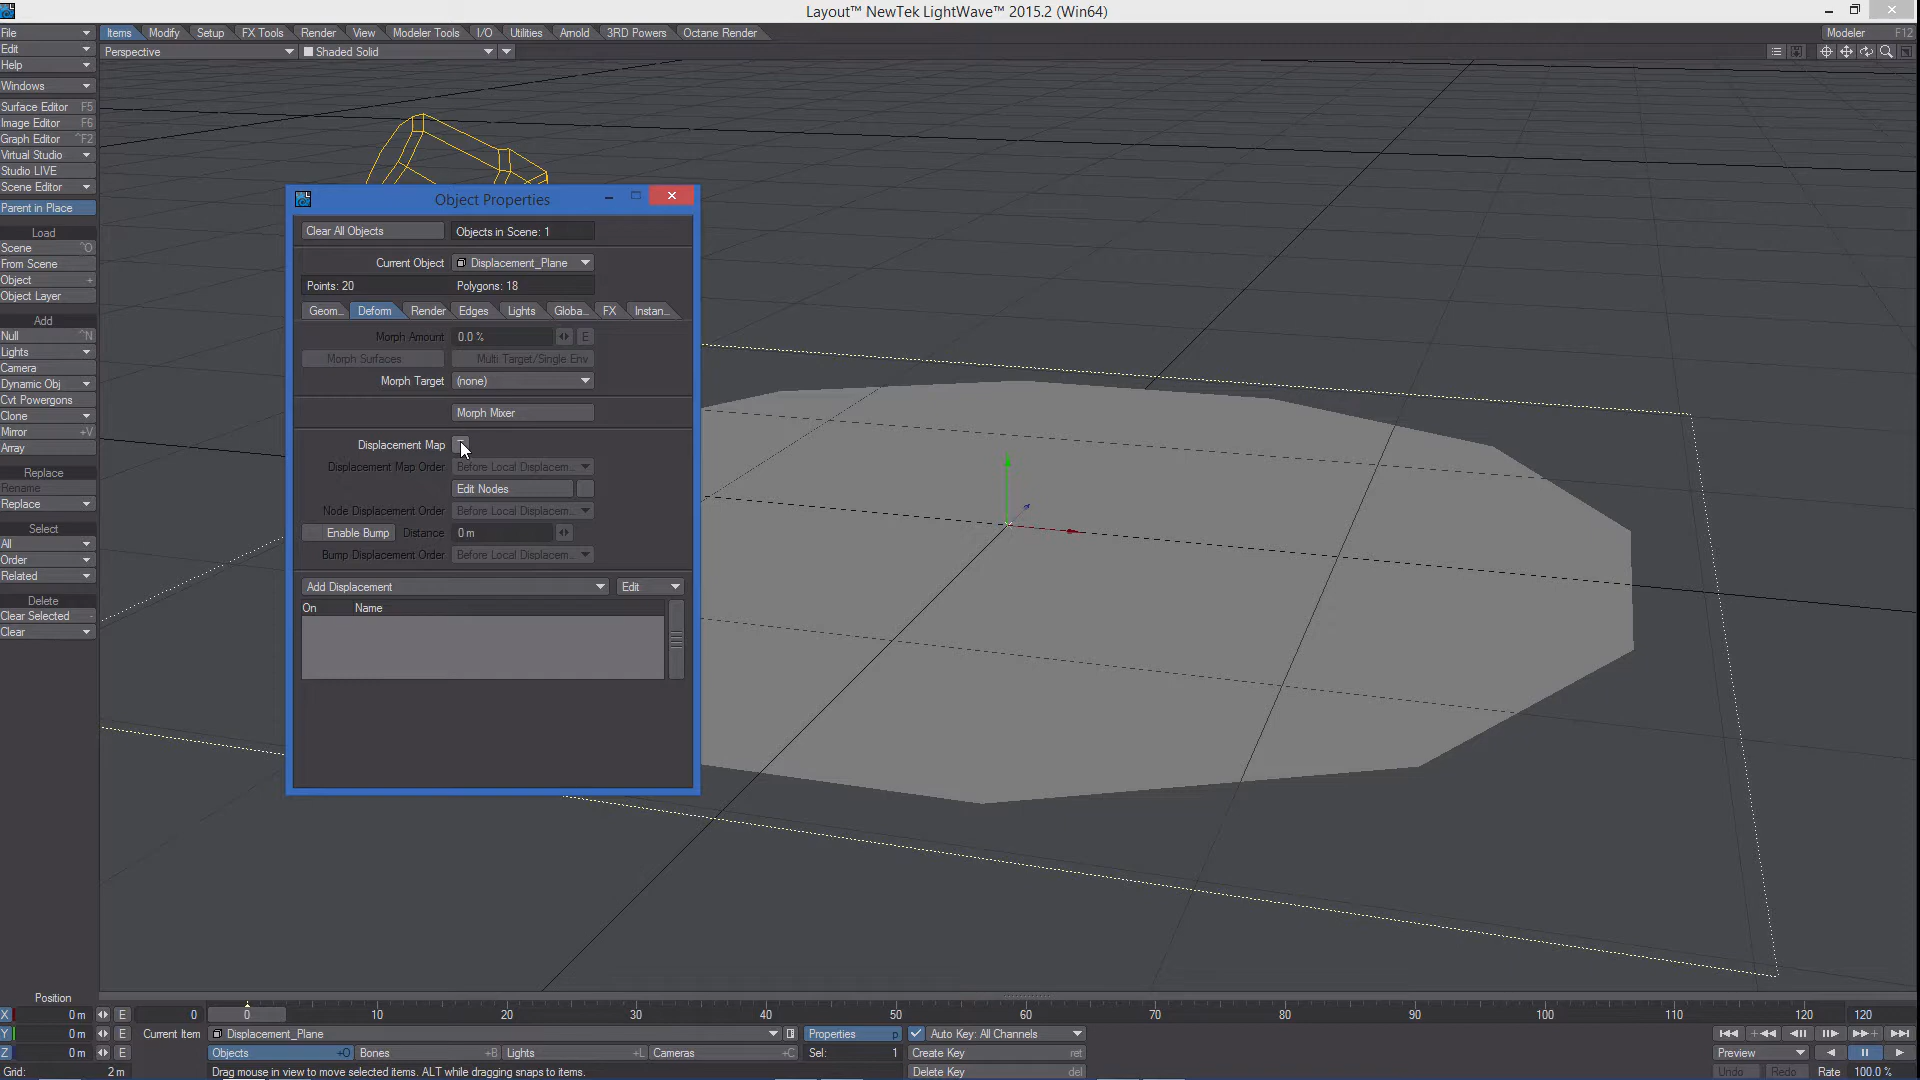 Layout™ NewTek LightWave™ 2015.2 (Win64)
File
Items Modify Setup FX Tools Render View Modeler Tools I/O Utilities Arnold 3RD Powers Octane Render
Modeler F12
Edit
Perspective
Shaded Solid
Help
Windows
Surface Editor F5
Image Editor F6
Graph Editor ^F2
Virtual Studio
Studio LIVE
Scene Editor
Parent in Place
Load
Scene ^O
From Scene
Object +
Object Layer
Add
Null ^N
Lights
Camera
Dynamic Obj
Cvt Powergons
Clone
Mirror +V
Array
Replace
Rename
Replace
Select
All
Order
Related
Delete
Clear Selected -
Clear
Object Properties
Clear All Objects
Objects in Scene: 1
Current Object
Displacement_Plane
Points: 20
Polygons: 18
Geom... Deform Render Edges Lights Globa... FX Instan...
Morph Amount 0.0 % E
Morph Surfaces Multi Target/Single Env
Morph Target (none)
Morph Mixer
Displacement Map
Displacement Map Order Before Local Displacem...
Edit Nodes
Node Displacement Order Before Local Displacem...
Enable Bump Distance 0 m
Bump Displacement Order Before Local Displacem...
Add Displacement Edit
On Name
Position
X 0 m E
0 0 10 20 30 40 50 60 70 80 90 100 110 120 120
Y 0 m E
Current Item Displacement_Plane
Properties p
Auto Key: All Channels
Z 0 m E
Objects +O Bones +B Lights +L Cameras +C
Sel: 1
Create Key ret
Preview
Grid: 2 m
Drag mouse in view to move selected items. ALT while dragging snaps to items.
Delete Key del
Undo Redo Rate 100.0 %